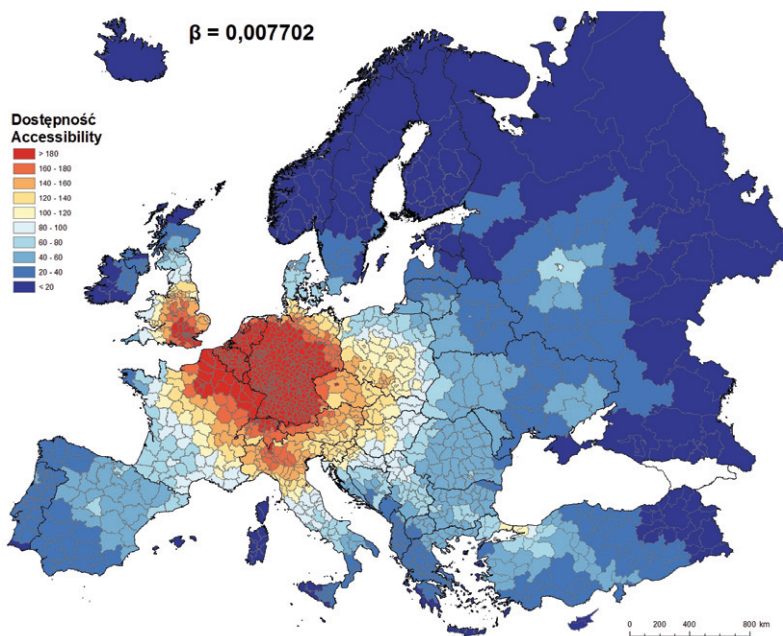 β = 0,007702
Dostępność
Accessibility
> 180
160 - 180
140 - 160
120 - 140
100 - 120
80 - 100
60 - 80
40 - 60
20 - 40
< 20
0 200 400 800 km